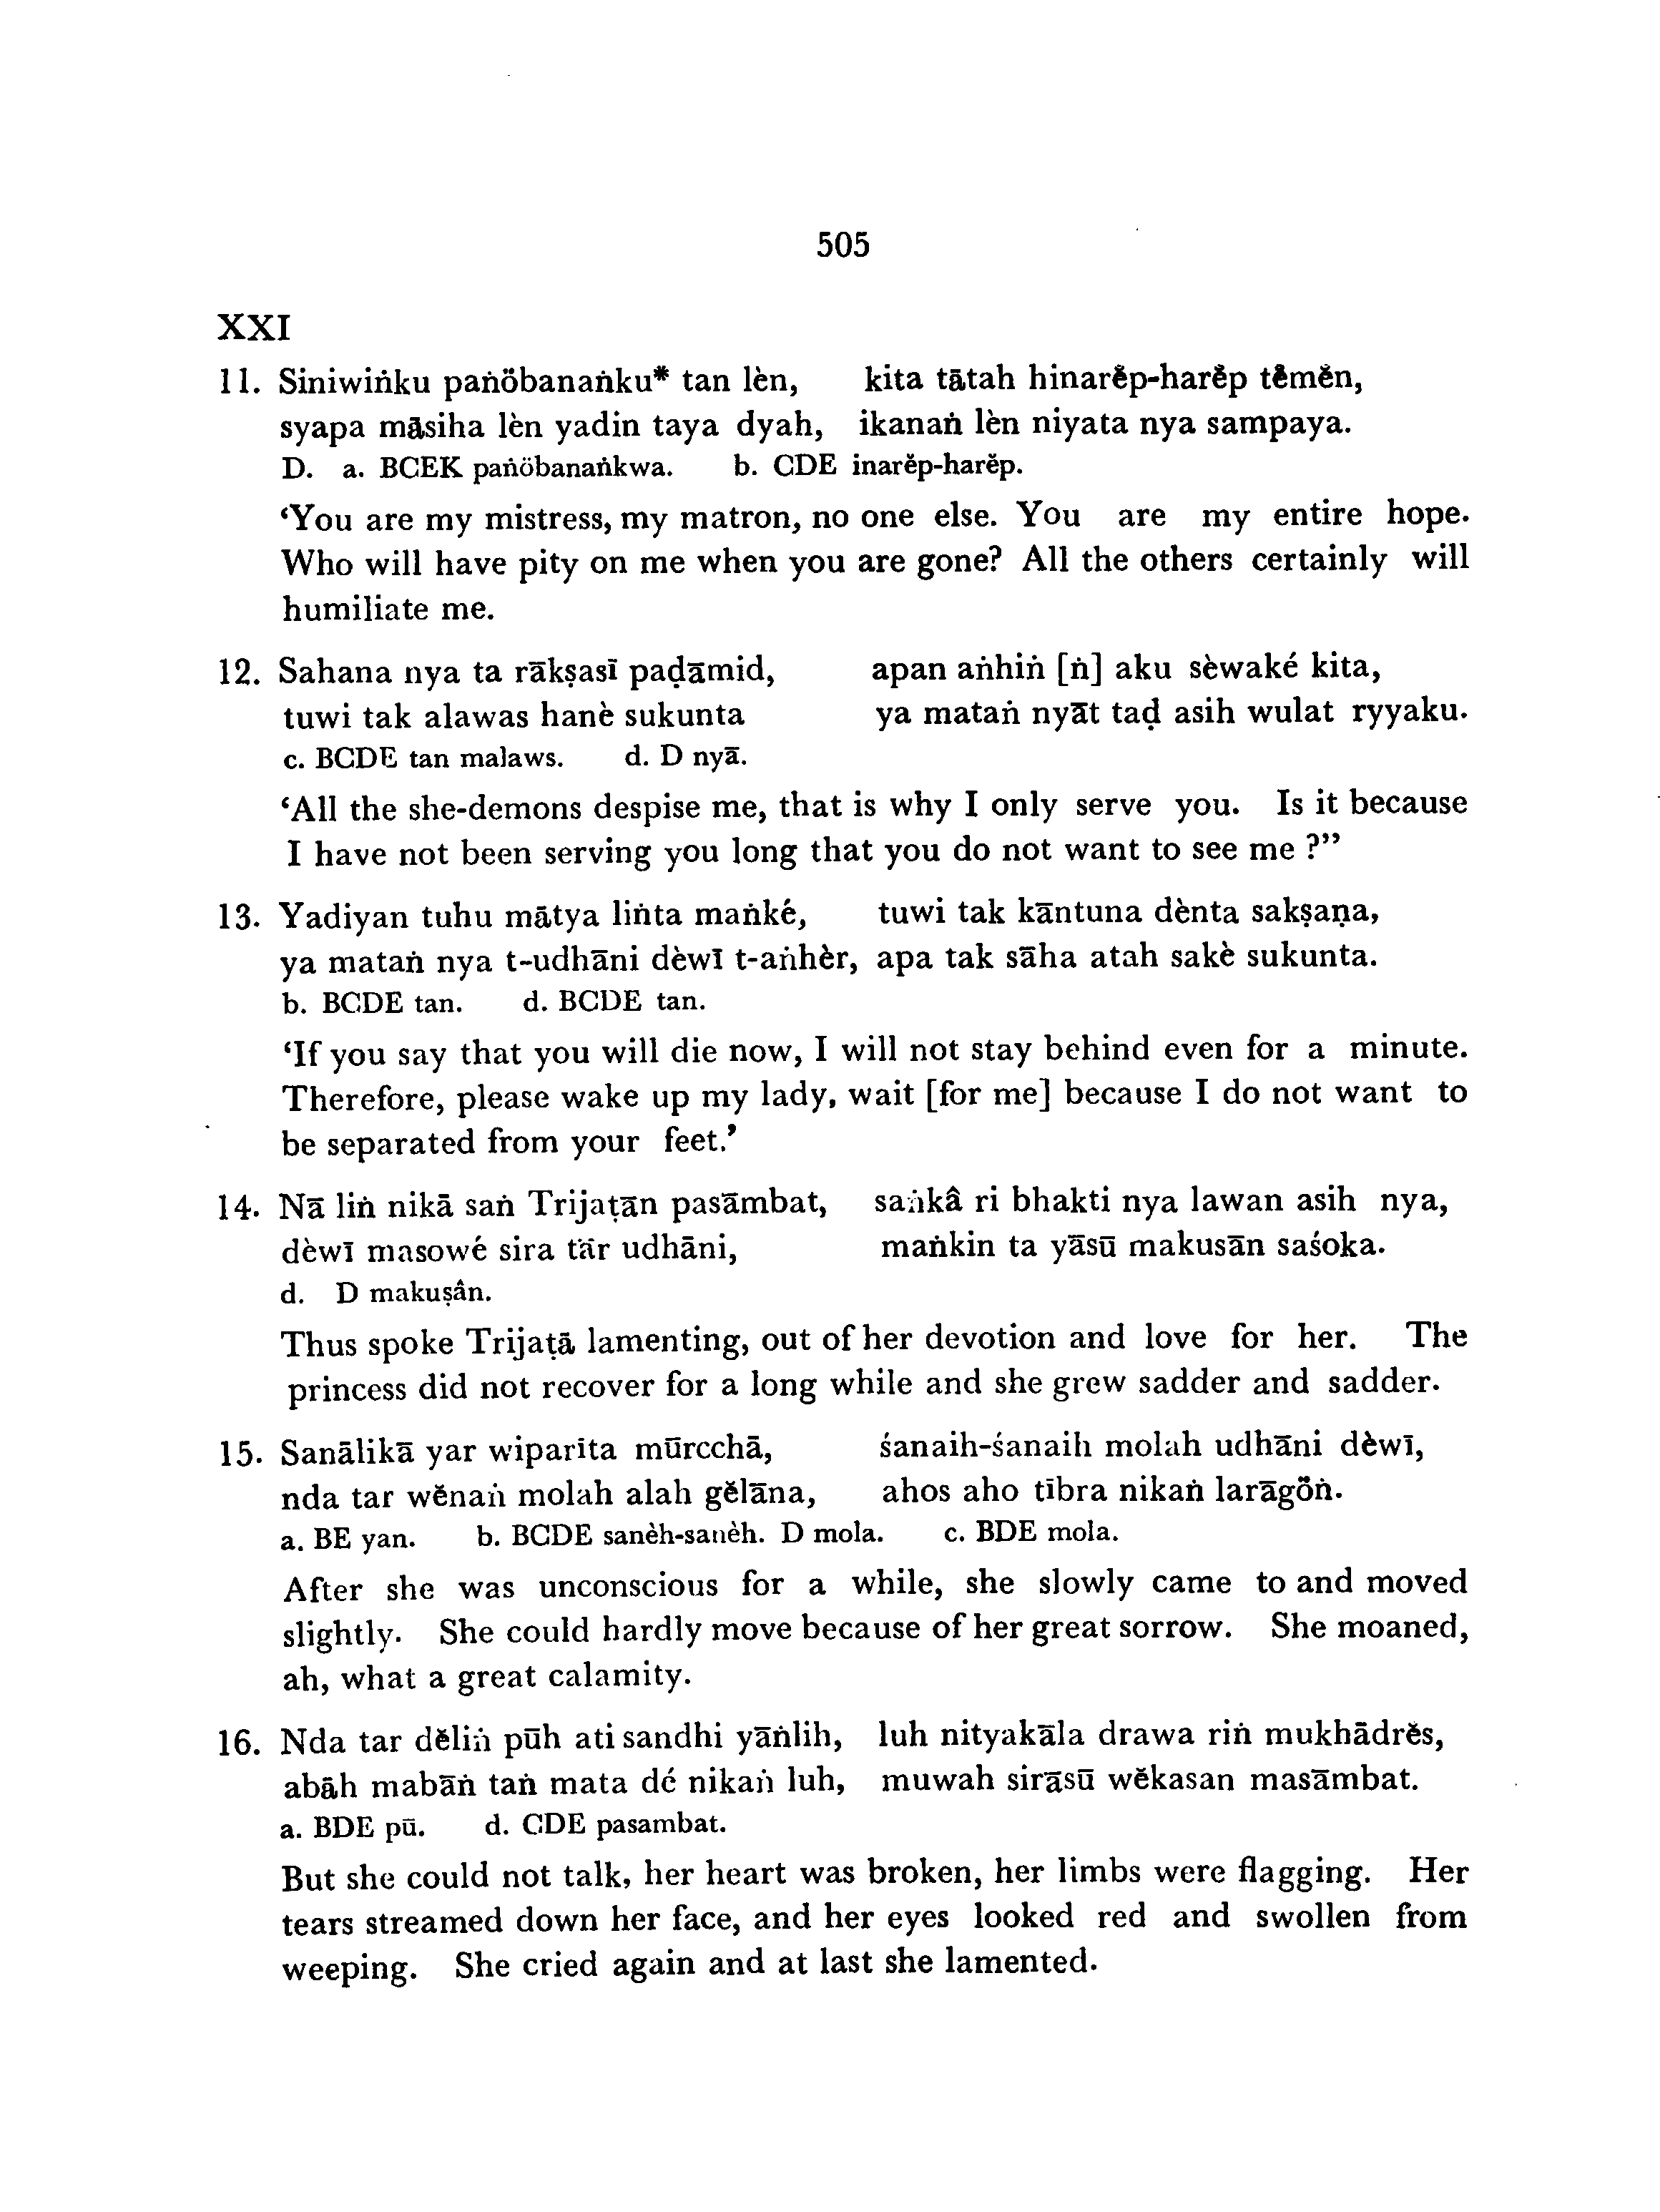 505
XXI
11. Siniwiṅku paṅöbanaṅku* tan lèn, kita tātah hinarĕp-harĕp tĕmĕn,
syapa māsiha lèn yadin taya dyah, ikanaṅ lèn niyata nya sampaya.
D. a. BCEK paṅöbanaṅkwa. b. CDE inarĕp-harĕp.
‘You are my mistress, my matron, no one else. You are my entire hope.
Who will have pity on me when you are gone? All the others certainly will
humiliate me.
12. Sahana nya ta rākṣasī paḍāmid, apan aṅhiṅ [ṅ] aku sèwaké kita,
tuwi tak alawas hanè sukunta ya mataṅ nyāt taḍ asih wulat ryyaku.
c. BCDE tan malaws. d. D nyā.
‘All the she-demons despise me, that is why I only serve you. Is it because
I have not been serving you long that you do not want to see me ?”
13. Yadiyan tuhu mātya liṅta maṅké, tuwi tak kāntuna dènta sakṣaṇa,
ya mataṅ nya t-udhāni dèwī t-aṅhèr, apa tak sāha atah sakè sukunta.
b. BCDE tan. d. BCDE tan.
‘If you say that you will die now, I will not stay behind even for a minute.
Therefore, please wake up my lady, wait [for me] because I do not want to
be separated from your feet.’
14. Nā liṅ nikā saṅ Trijaṭān pasāmbat, saṅkâ ri bhakti nya lawan asih nya,
dèwī masowé sira tār udhāni, maṅkin ta yāsū makusān saśoka.
d. D makuṣân.
Thus spoke Trijaṭā lamenting, out of her devotion and love for her. The
princess did not recover for a long while and she grew sadder and sadder.
15. Sanālikā yar wiparita mūrcchā, śanaih-śanaih molah udhāni dèwī,
nda tar wĕnaṅ molah alah gĕlāna, ahos aho tībra nikaṅ larāgöṅ.
a. BE yan. b. BCDE sanèh-sanèh. D mola. c. BDE mola.
After she was unconscious for a while, she slowly came to and moved
slightly. She could hardly move because of her great sorrow. She moaned,
ah, what a great calamity.
16. Nda tar dĕliṅ pūh ati sandhi yāṅlih, luh nityakāla drawa riṅ mukhādrĕs,
abāh mabāṅ taṅ mata dé nikaṅ luh, muwah sirāsū wĕkasan masāmbat.
a. BDE pū. d. CDE pasambat.
But she could not talk, her heart was broken, her limbs were flagging. Her
tears streamed down her face, and her eyes looked red and swollen from
weeping. She cried again and at last she lamented.